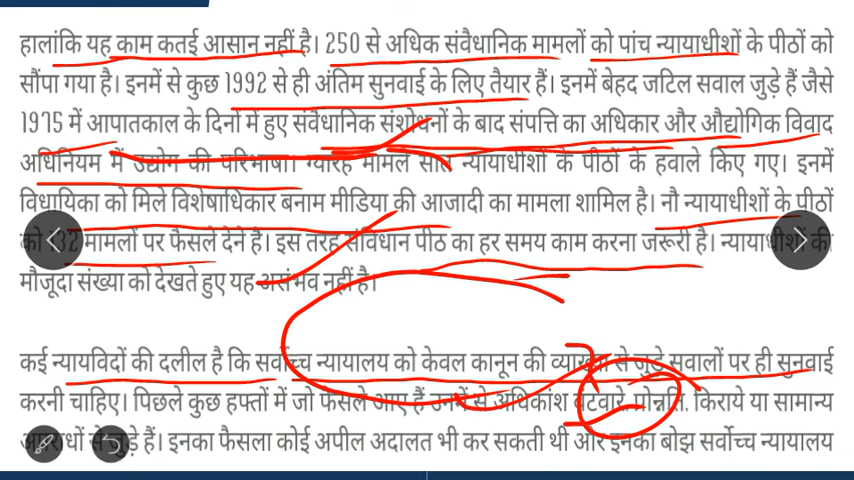 हालांकि यह काम कतई आसान नहीं है। 250 से अधिक संवैधानिक मामलों को पांच न्यायाधीशों के पीठों को
सौंपा गया है। इनमें से कुछ 1992 से ही अंतिम सुनवाई के लिए तैयार हैं। इनमें बेहद जटिल सवाल जुड़े हैं जैसे
1975 में आपातकाल के दिनों में हुए संवैधानिक संशोधनों के बाद संपत्ति का अधिकार और औद्योगिक विवाद
अधिनियम में उद्योग की परिभाषा। ग्यारह मामले सात न्यायाधीशों के पीठों के हवाले किए गए। इनमें
विधायिका को मिले विशेषाधिकार बनाम मीडिया की आजादी का मामला शामिल है। नौ न्यायाधीशों के पीठों
को 132 मामलों पर फैसले देने है। इस तरह संविधान पीठ का हर समय काम करना जरूरी है। न्यायाधीशों की
मौजूदा संख्या को देखते हुए यह असंभव नहीं है।
कई न्यायविदों की दलील है कि सर्वोच्च न्यायालय को केवल कानून की व्याख्या से जुड़े सवालों पर ही सुनवाई
करनी चाहिए। पिछले कुछ हफ्तों में जो फैसले आए हैं उनमें से अधिकांश बंटवारे, प्रोन्नति, किराये या सामान्य
अपराधों से जुड़े हैं। इनका फैसला कोई अपील अदालत भी कर सकती थी और इनका बोझ सर्वोच्च न्यायालय